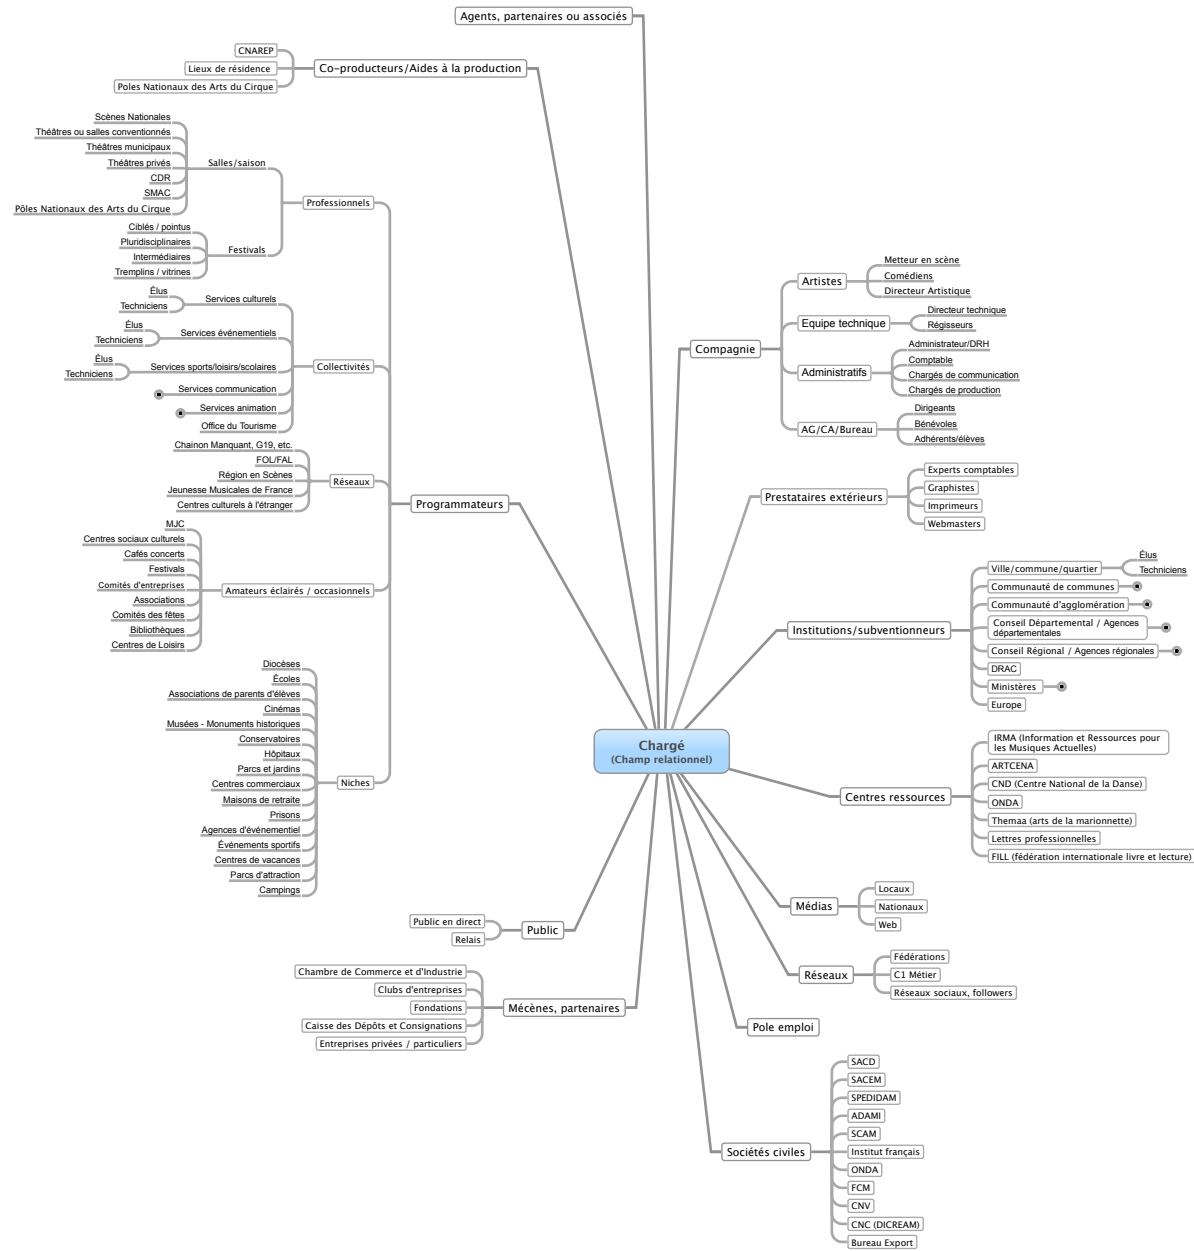 Agents, partenaires ou associés
CNAREP
Lieux de résidence
Poles Nationaux des Arts du Cirque
Co-producteurs/Aides à la production
Scènes Nationales
Théâtres ou salles conventionnés
Théâtres municipaux
Théâtres privés
CDR
SMAC
Pôles Nationaux des Arts du Cirque
Salles/saison
Ciblés / pointus
Pluridisciplinaires
Intermédiaires
Tremplins / vitrines
Festivals
Professionnels
Élus
Techniciens
Services culturels
Élus
Techniciens
Services événementiels
Élus
Techniciens
Services sports/loisirs/scolaires
Services communication
Services animation
Office du Tourisme
Collectivités
Chainon Manquant, G19, etc.
FOL/FAL
Région en Scènes
Jeunesse Musicales de France
Centres culturels à l'étranger
Réseaux
Programmateurs
MJC
Centres sociaux culturels
Cafés concerts
Festivals
Comités d'entreprises
Associations
Comités des fêtes
Bibliothèques
Centres de Loisirs
Amateurs éclairés / occasionnels
Diocèses
Écoles
Associations de parents d'élèves
Cinémas
Musées - Monuments historiques
Conservatoires
Hôpitaux
Parcs et jardins
Centres commerciaux
Maisons de retraite
Prisons
Agences d'événementiel
Événements sportifs
Centres de vacances
Parcs d'attraction
Campings
Niches
Public en direct
Relais
Public
Chambre de Commerce et d'Industrie
Clubs d'entreprises
Fondations
Caisse des Dépôts et Consignations
Entreprises privées / particuliers
Mécènes, partenaires
Chargé
(Champ relationnel)
Compagnie
Artistes
Metteur en scène
Comédiens
Directeur Artistique
Equipe technique
Directeur technique
Régisseurs
Administratifs
Administrateur/DRH
Comptable
Chargés de communication
Chargés de production
AG/CA/Bureau
Dirigeants
Bénévoles
Adhérents/élèves
Prestataires extérieurs
Experts comptables
Graphistes
Imprimeurs
Webmasters
Institutions/subventionneurs
Ville/commune/quartier
Élus
Techniciens
Communauté de communes
Communauté d'agglomération
Conseil Départemental / Agences
départementales
Conseil Régional / Agences régionales
DRAC
Ministères
Europe
Centres ressources
IRMA (Information et Ressources pour
les Musiques Actuelles)
ARTCENA
CND (Centre National de la Danse)
ONDA
Themaa (arts de la marionnette)
Lettres professionnelles
FILL (fédération internationale livre et lecture)
Médias
Locaux
Nationaux
Web
Réseaux
Fédérations
C1 Métier
Réseaux sociaux, followers
Pole emploi
Sociétés civiles
SACD
SACEM
SPEDIDAM
ADAMI
SCAM
Institut français
ONDA
FCM
CNV
CNC (DICREAM)
Bureau Export